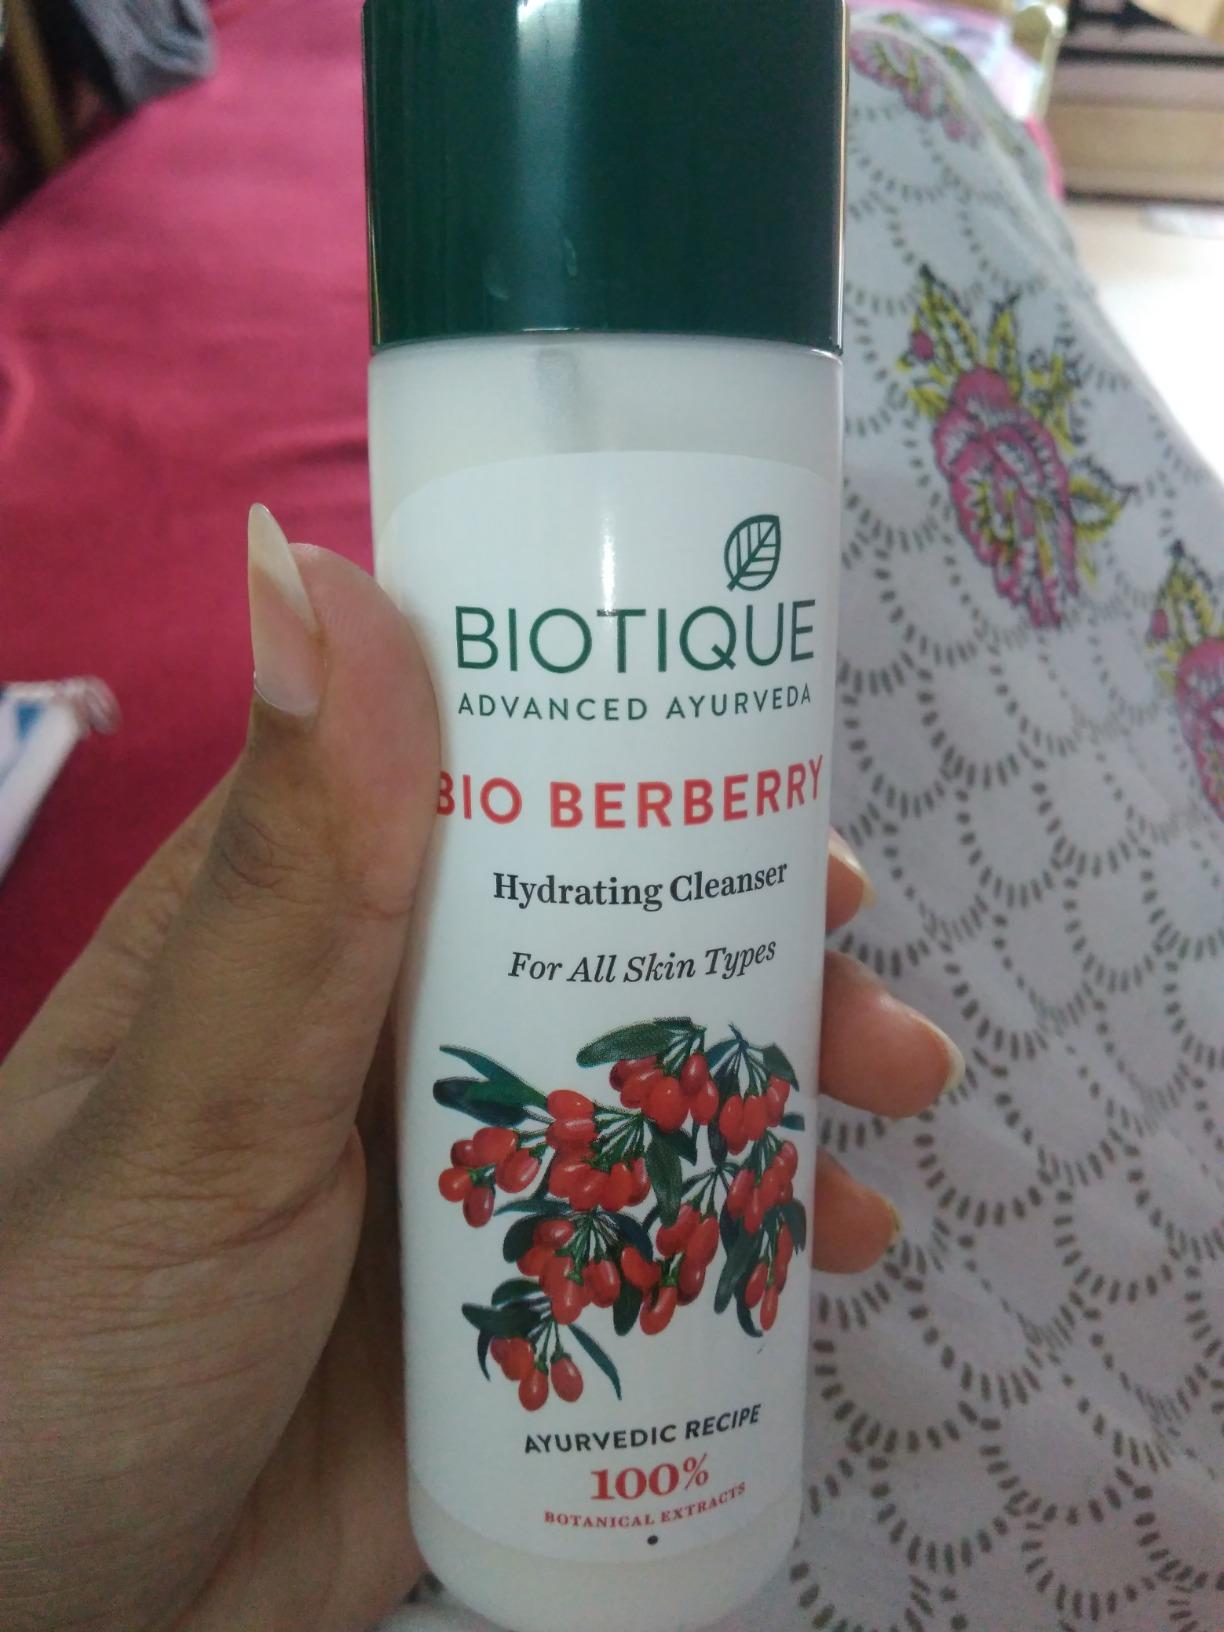 BIOTIQUE
ADVANCED AYURVEDA
BIO BERBERRY
Hydrating Cleanser
For All Skin Types
AYURVEDIC RECIPE
100%
BOTANICAL EXTRACTS